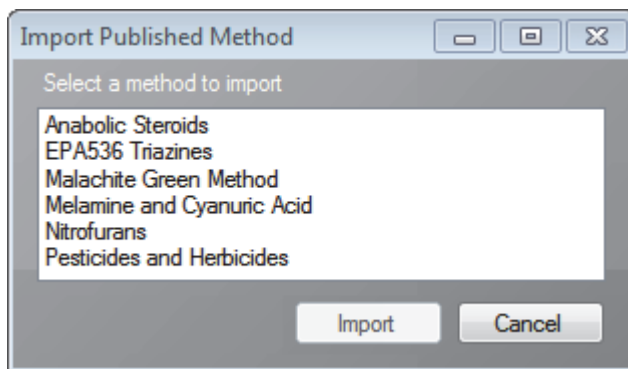 Import Published Method
Select a method to import
Anabolic Steroids
EPA536 Triazines
Malachite Green Method
Melamine and Cyanuric Acid
Nitrofurans
Pesticides and Herbicides
Import Cancel